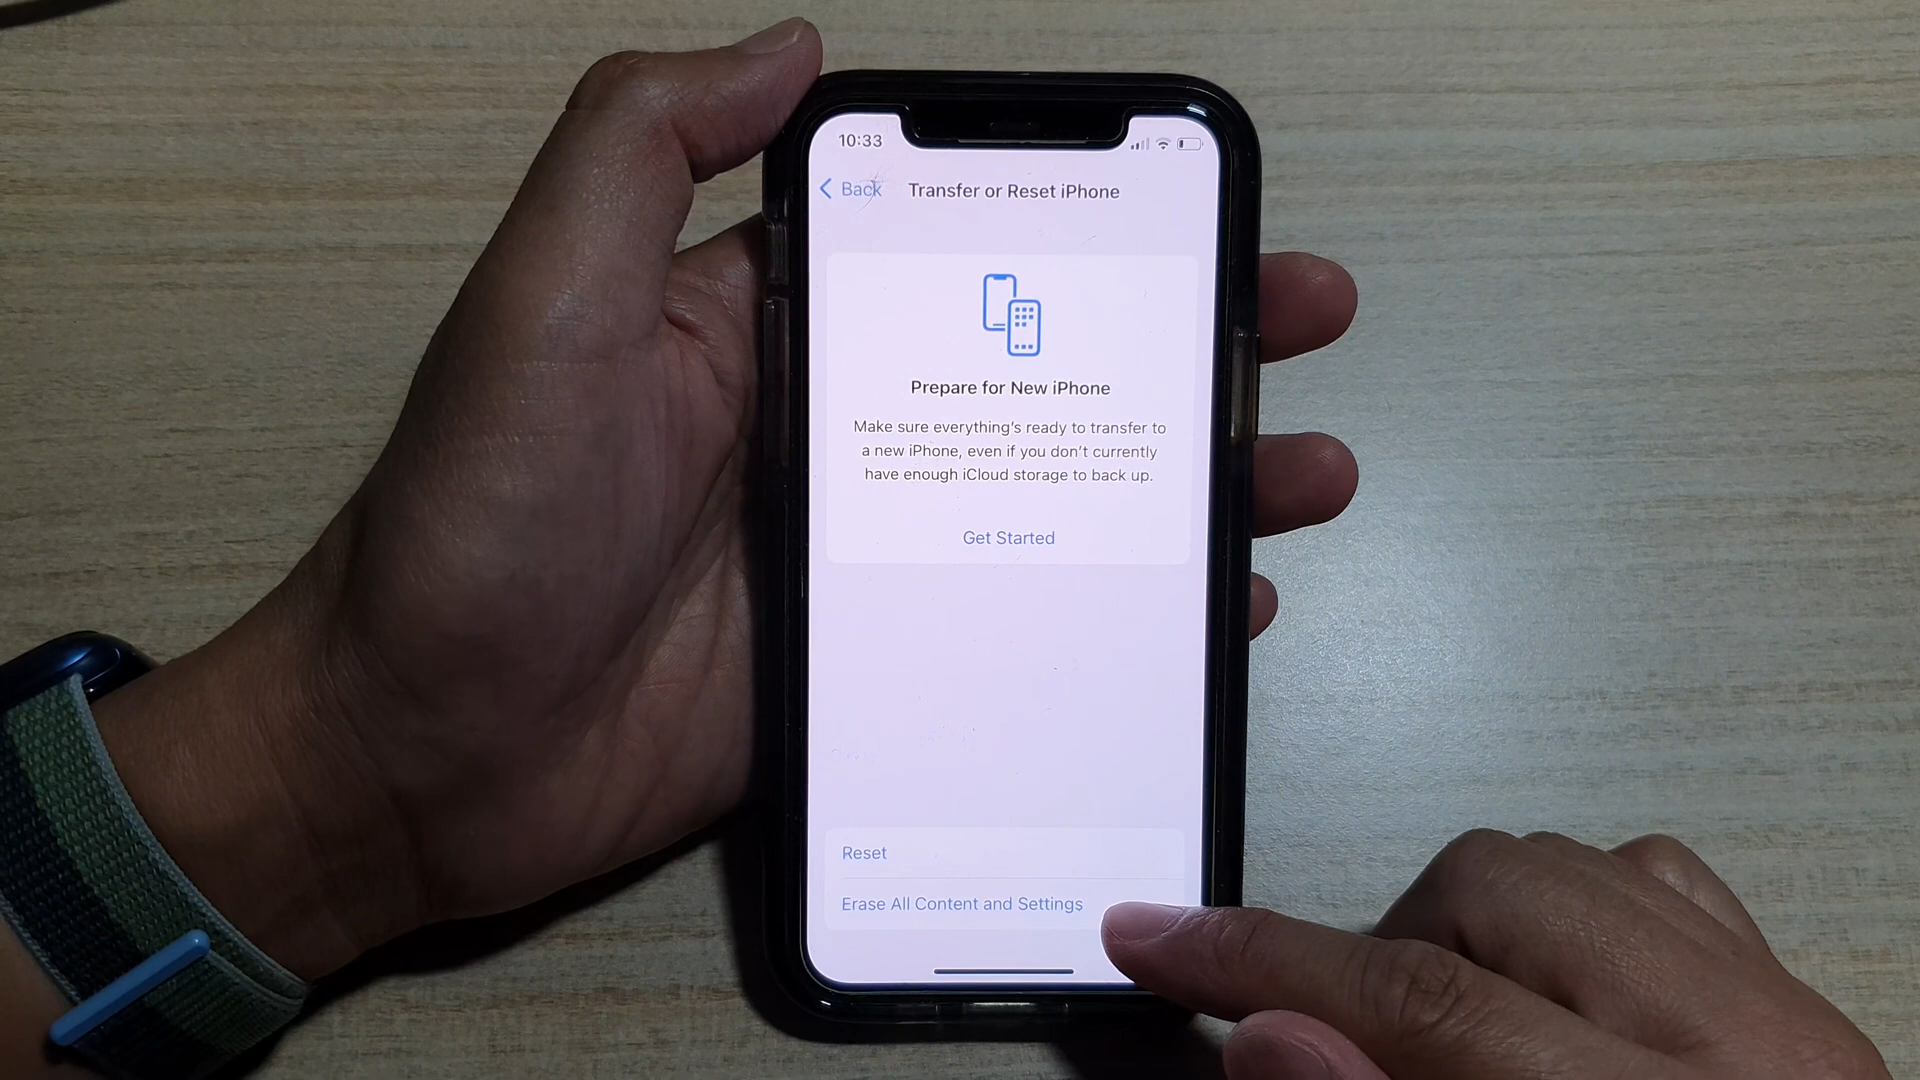 10:33
Back
Transfer or Reset iPhone
Prepare for New iPhone
Make sure everything's ready to transfer to
a new iPhone, even if you don't currently
have enough iCloud storage to back up.
Get Started
Reset
Erase All Content and Settings